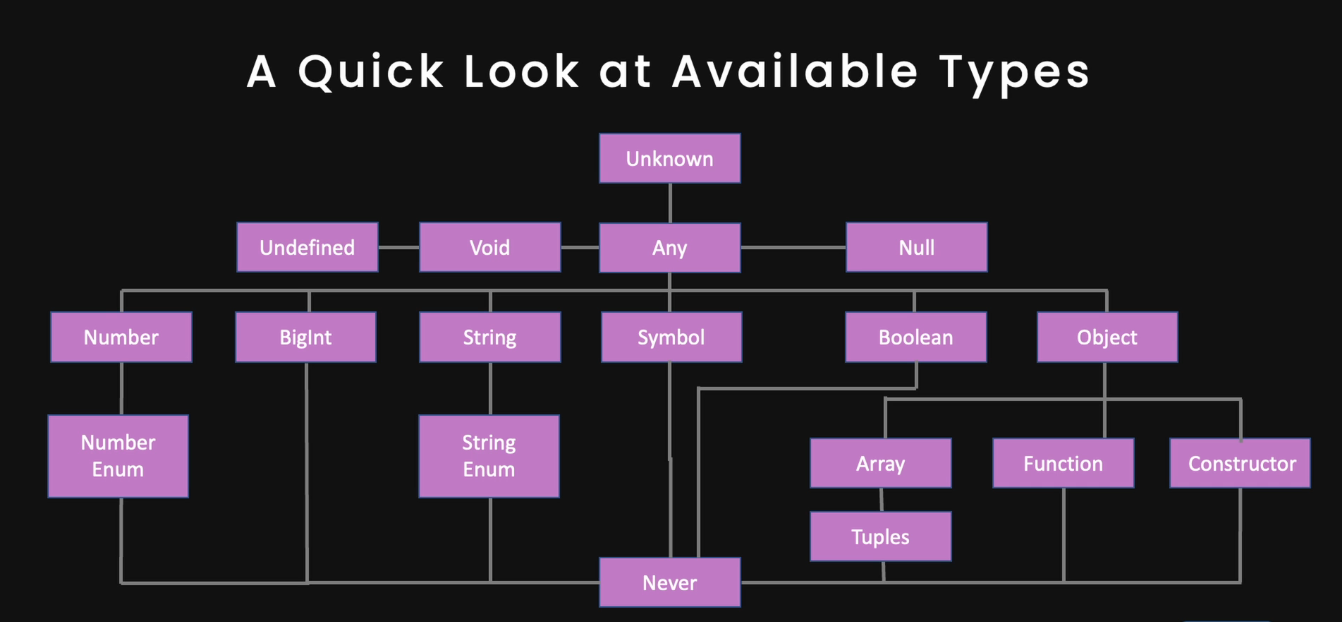 A Quick Look at Available Types
Unknown
Undefined
Void
Any
Null
Number
BigInt
String
Symbol
Boolean
Object
Number
Enum
String
Enum
Array
Function
Constructor
Tuples
Never